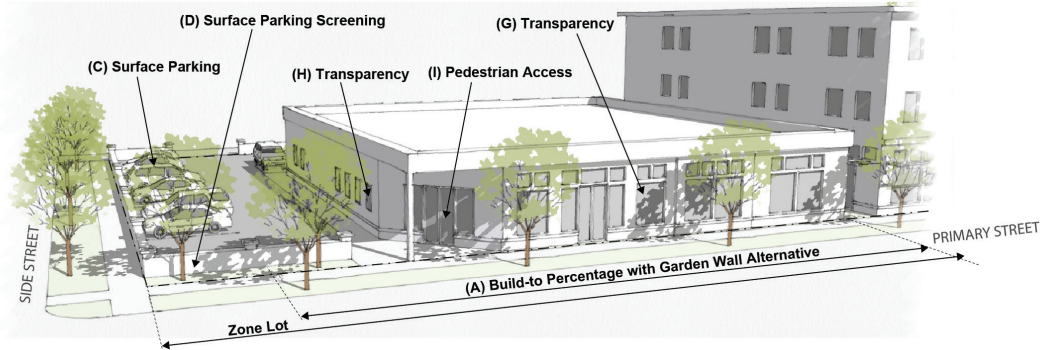 (D) Surface Parking Screening
(G) Transparency
(C) Surface Parking
(H) Transparency
(I) Pedestrian Access
SIDE STREET
PRIMARY STREET
(A) Build-to Percentage with Garden Wall Alternative
Zone Lot